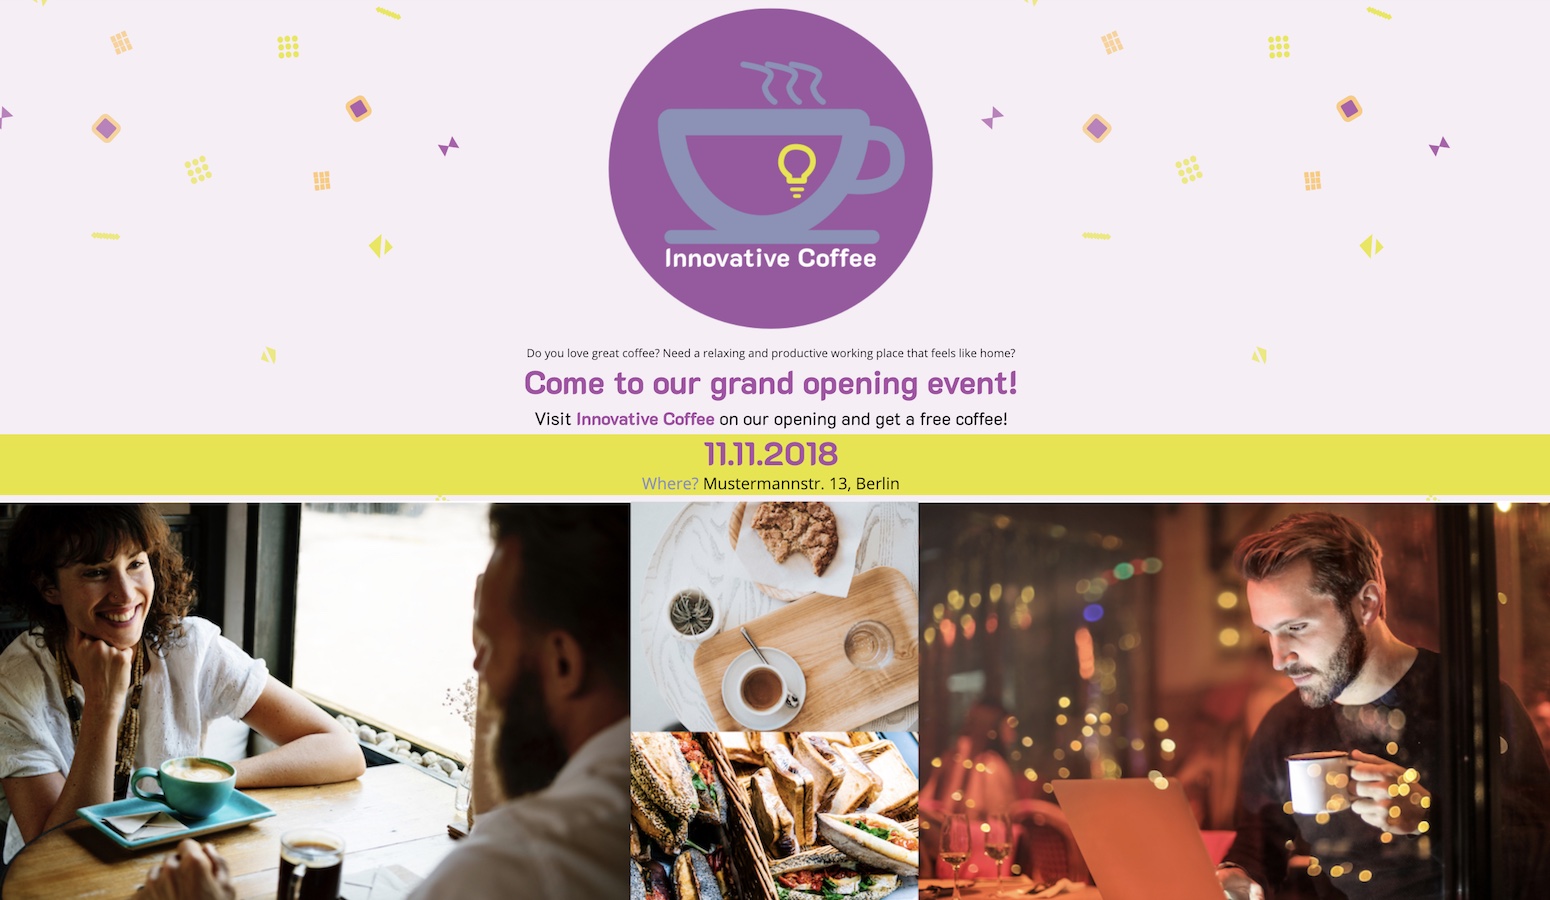 Innovative Coffee
Do you love great coffee? Need a relaxing and productive working place that feels like home?
Come to our grand opening event!
Visit Innovative Coffee on our opening and get a free coffee!
11.11.2018
Where? Mustermannstr. 13, Berlin